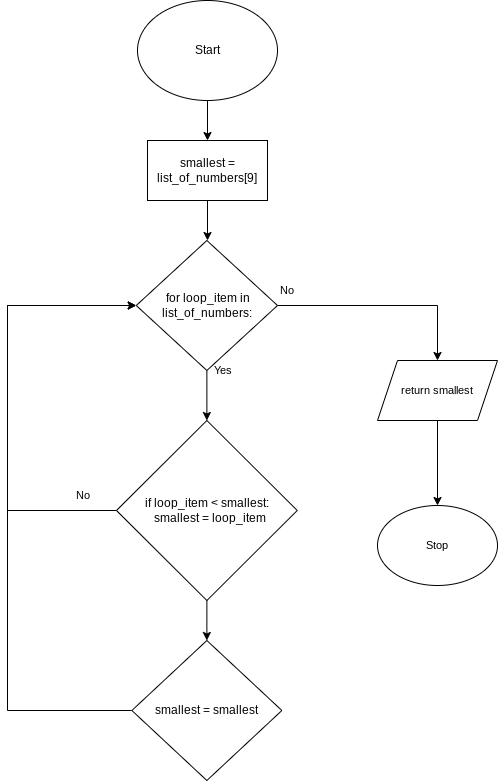 Start
smallest =
list_of_numbers[9]
for loop_item in
list_of_numbers:
No
Yes
return smallest
No
if loop_item < smallest:
smallest = loop_item
Stop
smallest = smallest